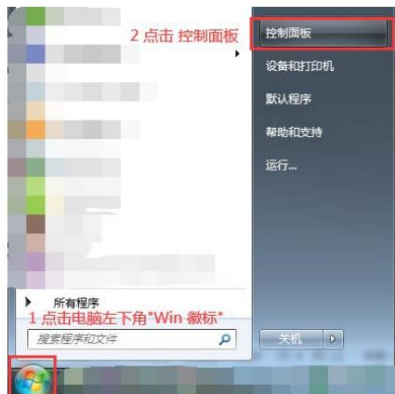 2 点击 控制面板
控制面板
设备和打印机
默认程序
帮助和支持
运行...
所有程序
1 点击电脑左下角"Win 徽标"
搜索程序和文件
关机